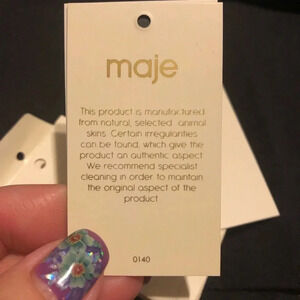 maje
This product is manufactured
from natural, selected animal
skins. Certain irregularities
can be found, which give the
product an authentic aspect.
We recommend specialist
cleaning in order to maintain
the original aspect of the
product
0140